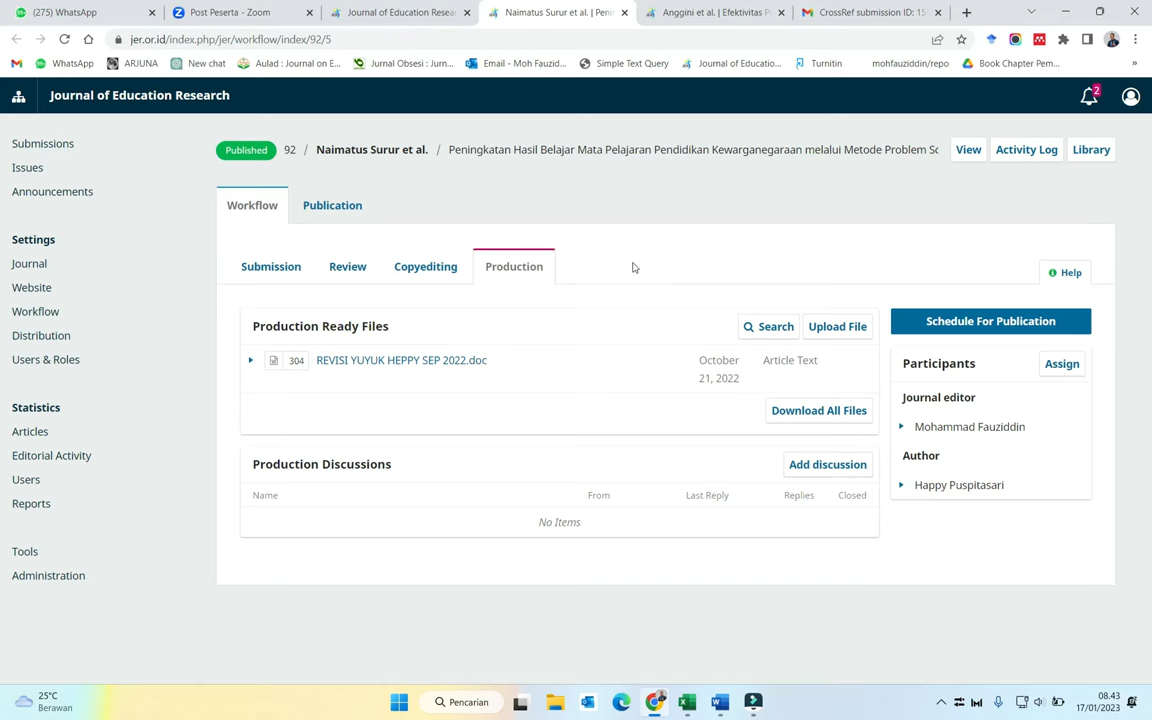 (275) WhatsApp
Post Peserta - Zoom
Journal of Education Resea
Naimatus Surur et al. | Pen
Anggini et al. | Efektivitas P
CrossRef submission ID: 15
jer.or.id/index.php/jer/workflow/index/92/5
WhatsApp
ARJUNA
New chat
Aulad : Journal on E...
Jurnal Obsesi : Jurn...
Email - Moh Fauzid...
Simple Text Query
Journal of Educatio...
Turnitin
mohfauziddin/repo
Book Chapter Pem...
Journal of Education Research
2
Submissions
Issues
Announcements
Settings
Journal
Website
Workflow
Distribution
Users & Roles
Statistics
Articles
Editorial Activity
Users
Reports
Tools
Administration
Published 92 / Naimatus Surur et al. / Peningkatan Hasil Belajar Mata Pelajaran Pendidikan Kewarganegaraan melalui Metode Problem So
View
Activity Log
Library
Workflow
Publication
Submission
Review
Copyediting
Production
Help
Production Ready Files
Search
Upload File
304 REVISI YUYUK HEPPY SEP 2022.doc
October 21, 2022
Article Text
Download All Files
Production Discussions
Add discussion
Name From Last Reply Replies Closed
No Items
Schedule For Publication
Participants
Assign
Journal editor
Mohammad Fauziddin
Author
Happy Puspitasari
25°C
Berawan
Pencarian
08.43
17/01/2023